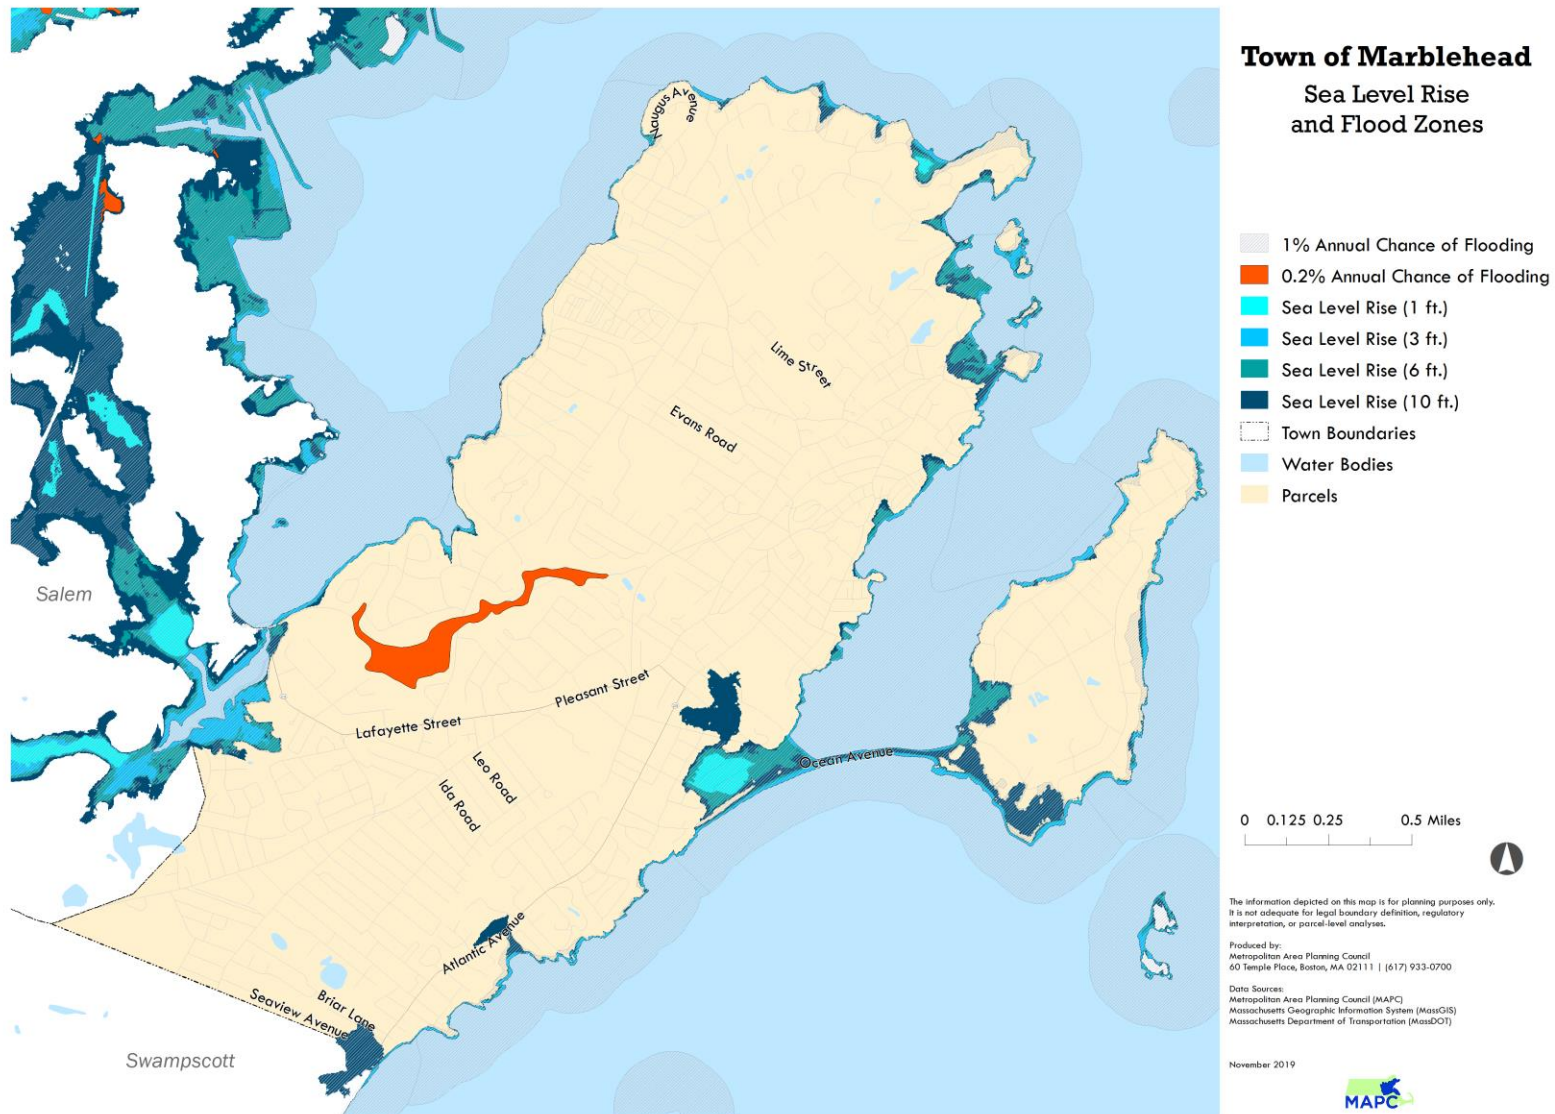 Town of Marblehead
Sea Level Rise
and Flood Zones
1% Annual Chance of Flooding
0.2% Annual Chance of Flooding
Sea Level Rise (1 ft.)
Sea Level Rise (3 ft.)
Sea Level Rise (6 ft.)
Sea Level Rise (10 ft.)
Town Boundaries
Water Bodies
Parcels
Naugus Avenue
Lime Street
Evans Road
Salem
Pleasant Street
Lafayette Street
Leo Road
Ida Road
Ocean Avenue
Atlantic Avenue
Briar Lane
Seaview Avenue
Swampscott
0 0.125 0.25 0.5 Miles
The information depicted on this map is for planning purposes only.
It is not adequate for legal boundary definition, regulatory
interpretation, or parcel-level analyses.
Produced by:
Metropolitan Area Planning Council
60 Temple Place, Boston, MA 02111 | (617) 933-0700
Data Sources:
Metropolitan Area Planning Council (MAPC)
Massachusetts Geographic Information System (MassGIS)
Massachusetts Department of Transportation (MassDOT)
November 2019
MAPC